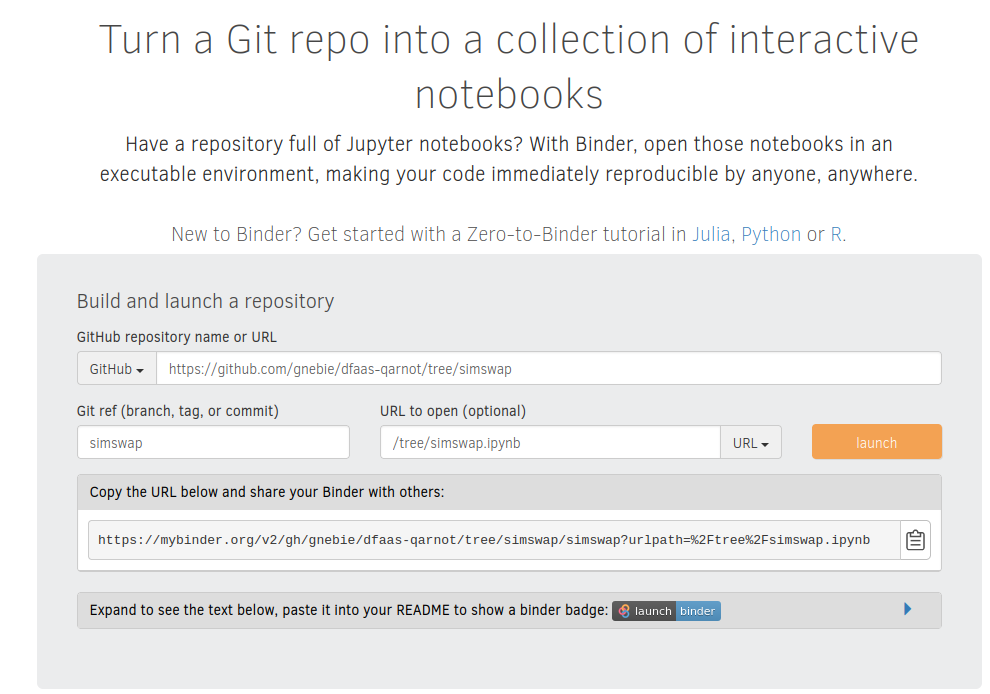 Turn a Git repo into a collection of interactive
notebooks
Have a repository full of Jupyter notebooks? With Binder, open those notebooks in an
executable environment, making your code immediately reproducible by anyone, anywhere.
New to Binder? Get started with a Zero-to-Binder tutorial in Julia, Python or R.
Build and launch a repository
GitHub repository name or URL
GitHub https://github.com/gnebie/dfaas-qarnot/tree/simswap
Git ref (branch, tag, or commit) URL to open (optional)
simswap /tree/simswap.ipynb URL launch
Copy the URL below and share your Binder with others:
https://mybinder.org/v2/gh/gnebie/dfaas-qarnot/tree/simswap/simswap?urlpath=%2Ftree%2Fsimswap.ipynb
Expand to see the text below, paste it into your README to show a binder badge: launch binder